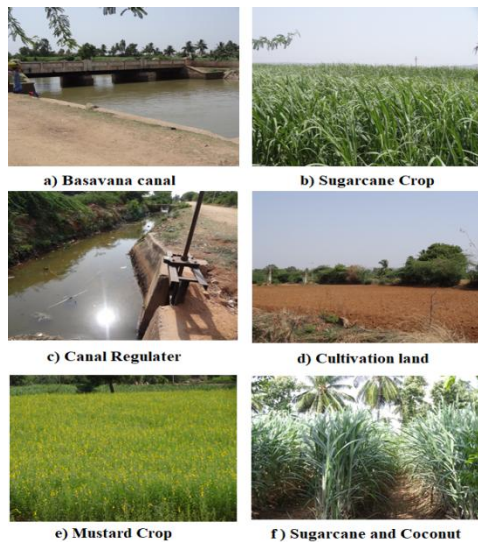 a) Basavana canal
b) Sugarcane Crop
c) Canal Regulater
d) Cultivation land
e) Mustard Crop
f ) Sugarcane and Coconut